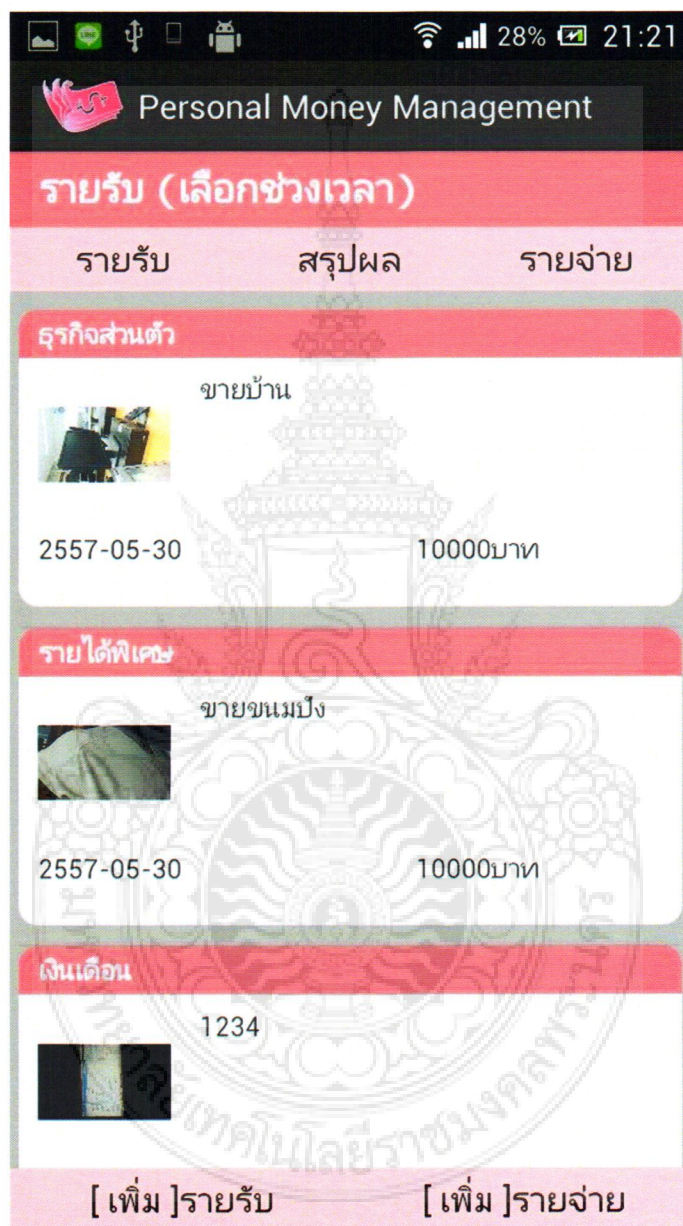 28% 21:21
Personal Money Management
รายรับ (เลือกช่วงเวลา)
รายรับ สรุปผล รายจ่าย
ธุรกิจส่วนตัว
ขายบ้าน
2557-05-30 10000บาท
รายได้พิเศษ
ขายขนมปัง
2557-05-30 10000บาท
เงินเดือน
1234
[ เพิ่ม ]รายรับ [ เพิ่ม ]รายจ่าย